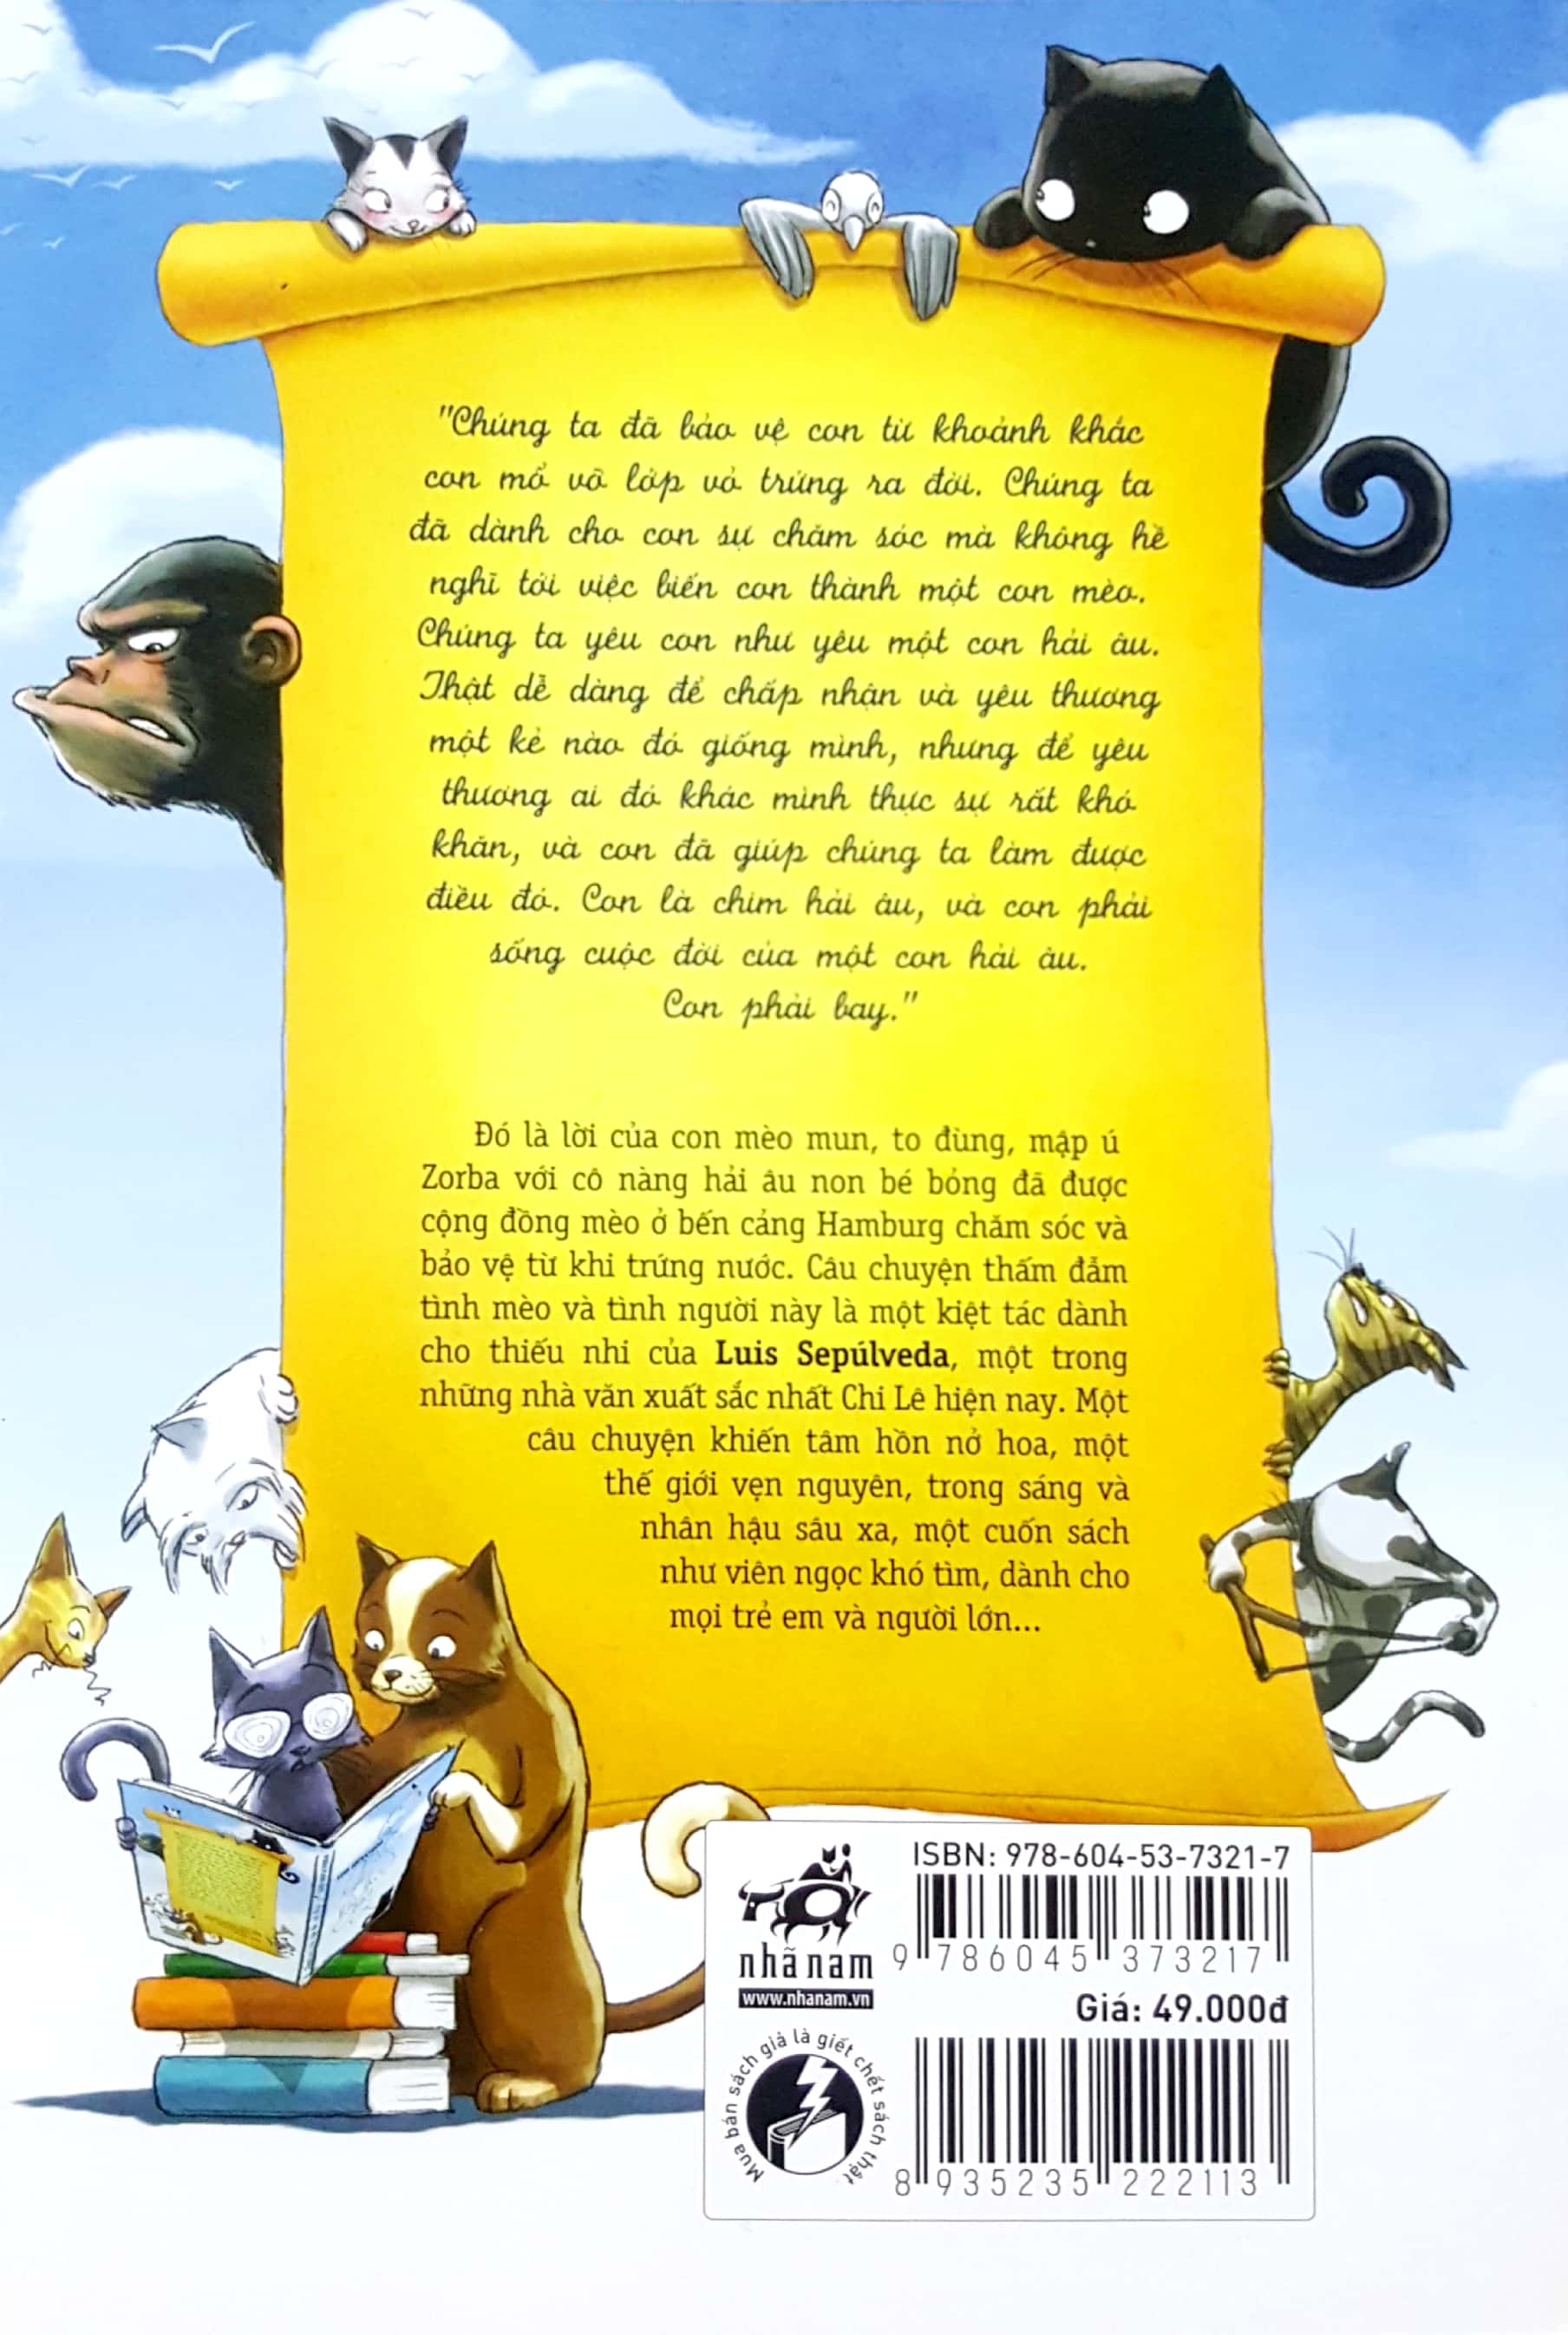 "Chúng ta đã bảo vệ con từ khoảnh khắc
con mổ vỡ lớp vỏ trứng ra đời. Chúng ta
đã dành cho con sự chăm sóc mà không hề
nghĩ tới việc biến con thành một con mèo.
Chúng ta yêu con như yêu một con hải âu.
Thật dễ dàng để chấp nhận và yêu thương
một kẻ nào đó giống mình, nhưng để yêu
thương ai đó khác mình thực sự rất khó
khăn, và con đã giúp chúng ta làm được
điều đó. Con là chim hải âu, và con phải
sống cuộc đời của một con hải âu.
Con phải bay."
Đó là lời của con mèo mun, to đùng, mập ú
Zorba với cô nàng hải âu non bé bỏng đã được
cộng đồng mèo ở bến cảng Hamburg chăm sóc và
bảo vệ từ khi trứng nước. Câu chuyện thấm đẫm
tình mèo và tình người này là một kiệt tác dành
cho thiếu nhi của Luis Sepúlveda, một trong
những nhà văn xuất sắc nhất Chi Lê hiện nay. Một
câu chuyện khiến tâm hồn nở hoa, một
thế giới vẹn nguyên, trong sáng và
nhân hậu sâu xa, một cuốn sách
như viên ngọc khó tìm, dành cho
mọi trẻ em và người lớn...
nhã nam
www.nhanam.vn
ISBN: 978-604-53-7321-7
9 786045 373217
Giá: 49.000đ
Mua bán sách giả là giết chết sách thật
8 935235 222113